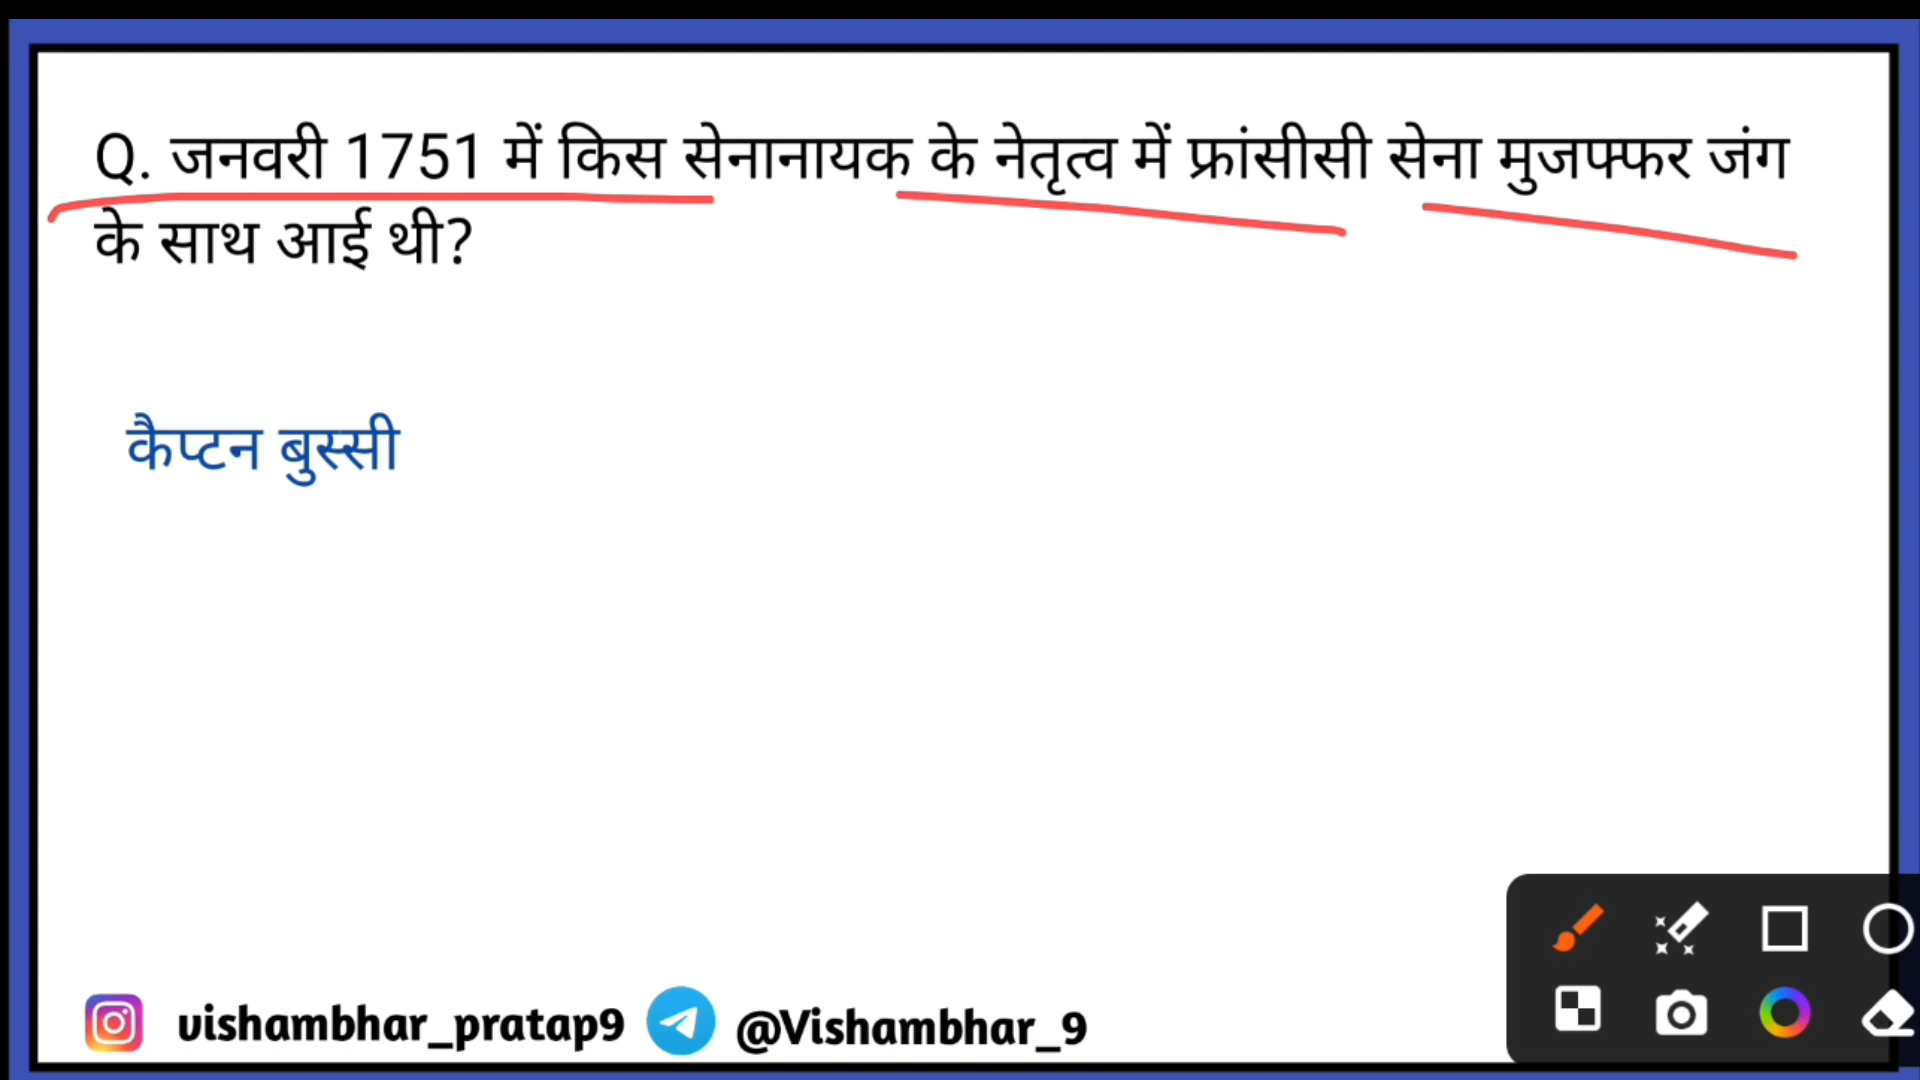 Q. जनवरी 1751 में किस सेनानायक के नेतृत्व में फ्रांसीसी सेना मुजफ्फर जंग
के साथ आई थी?
कैप्टन बुस्सी
vishambhar_pratap9 @Vishambhar_9